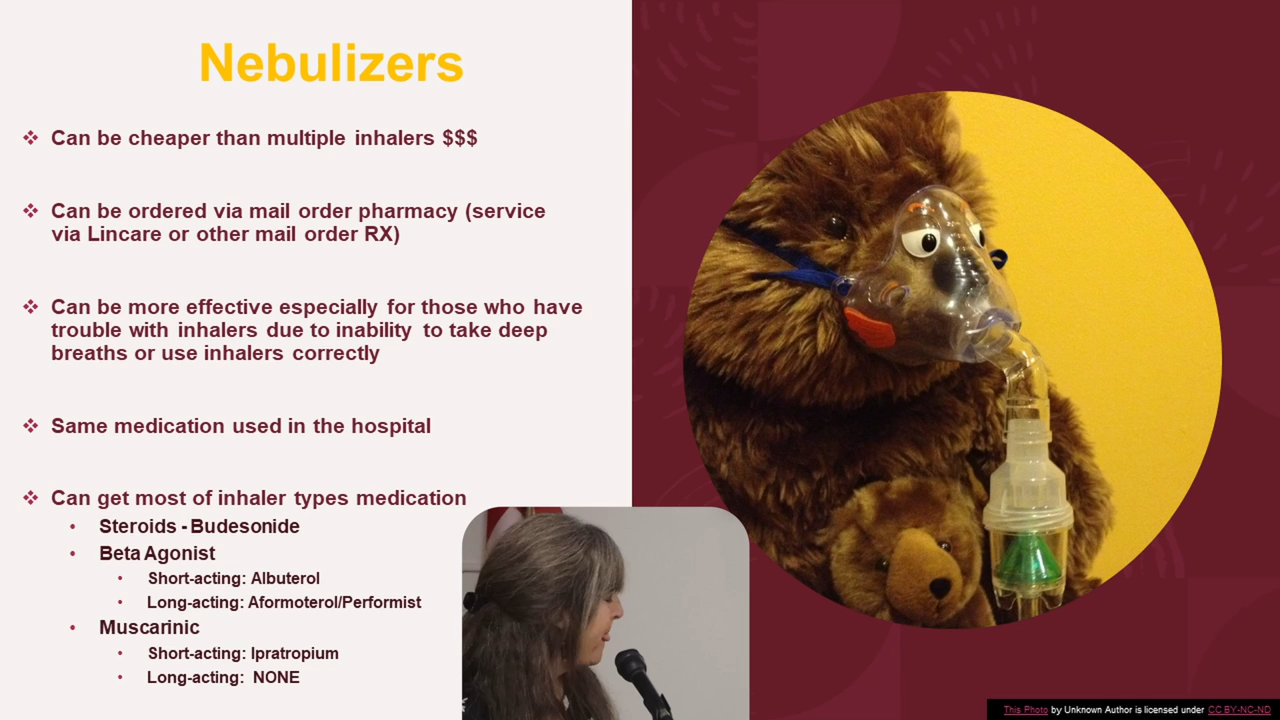 Nebulizers
❖ Can be cheaper than multiple inhalers $$$
❖ Can be ordered via mail order pharmacy (service
via Lincare or other mail order RX)
❖ Can be more effective especially for those who have
trouble with inhalers due to inability to take deep
breaths or use inhalers correctly
❖ Same medication used in the hospital
❖ Can get most of inhaler types medication
• Steroids - Budesonide
• Beta Agonist
• Short-acting: Albuterol
• Long-acting: Aformoterol/Performist
• Muscarinic
• Short-acting: Ipratropium
• Long-acting: NONE
This Photo by Unknown Author is licensed under CC BY-NC-ND